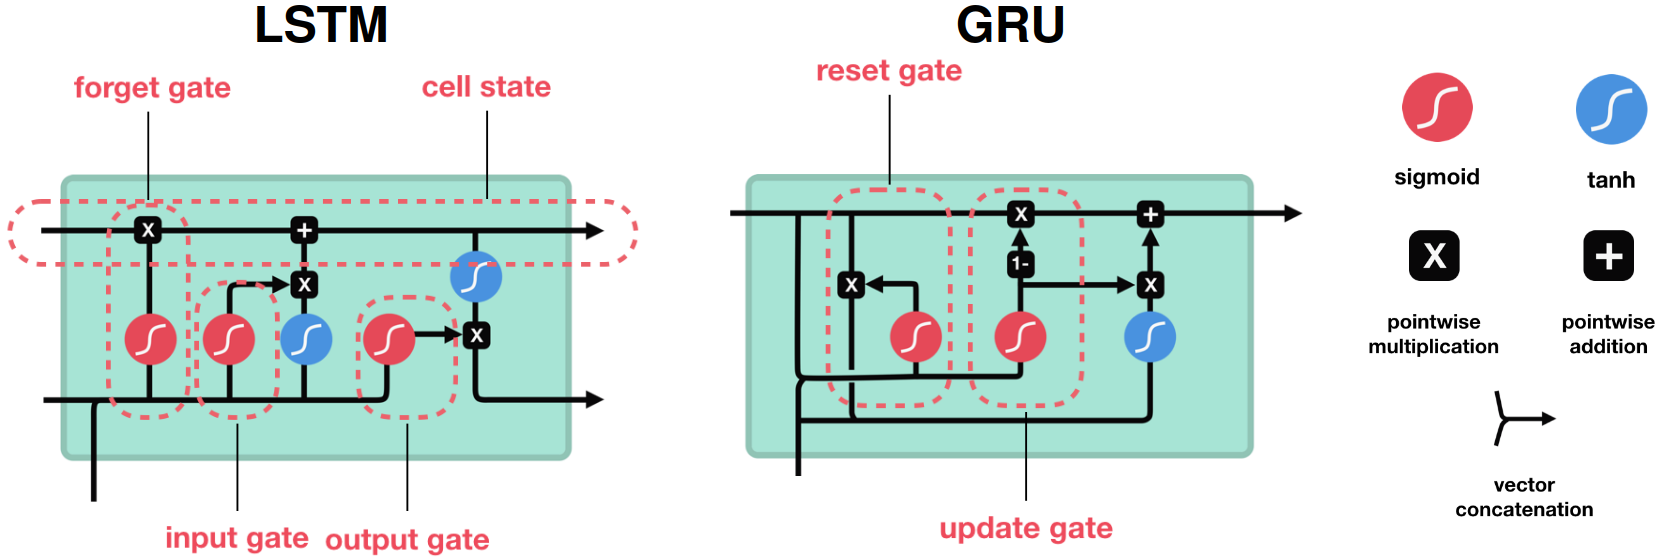 LSTM
GRU
forget gate
cell state
reset gate
X
+
X
X
input gate
output gate
X
+
1-
X
X
update gate
sigmoid
tanh
X
+
pointwise
multiplication
pointwise
addition
vector
concatenation